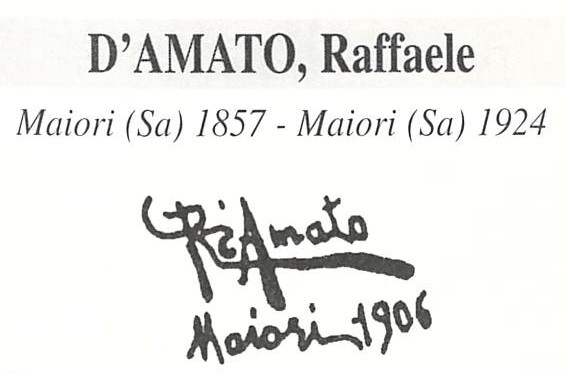 D'AMATO, Raffaele
Maiori (Sa) 1857 - Maiori (Sa) 1924
R. D'Amato
Maiori 1906